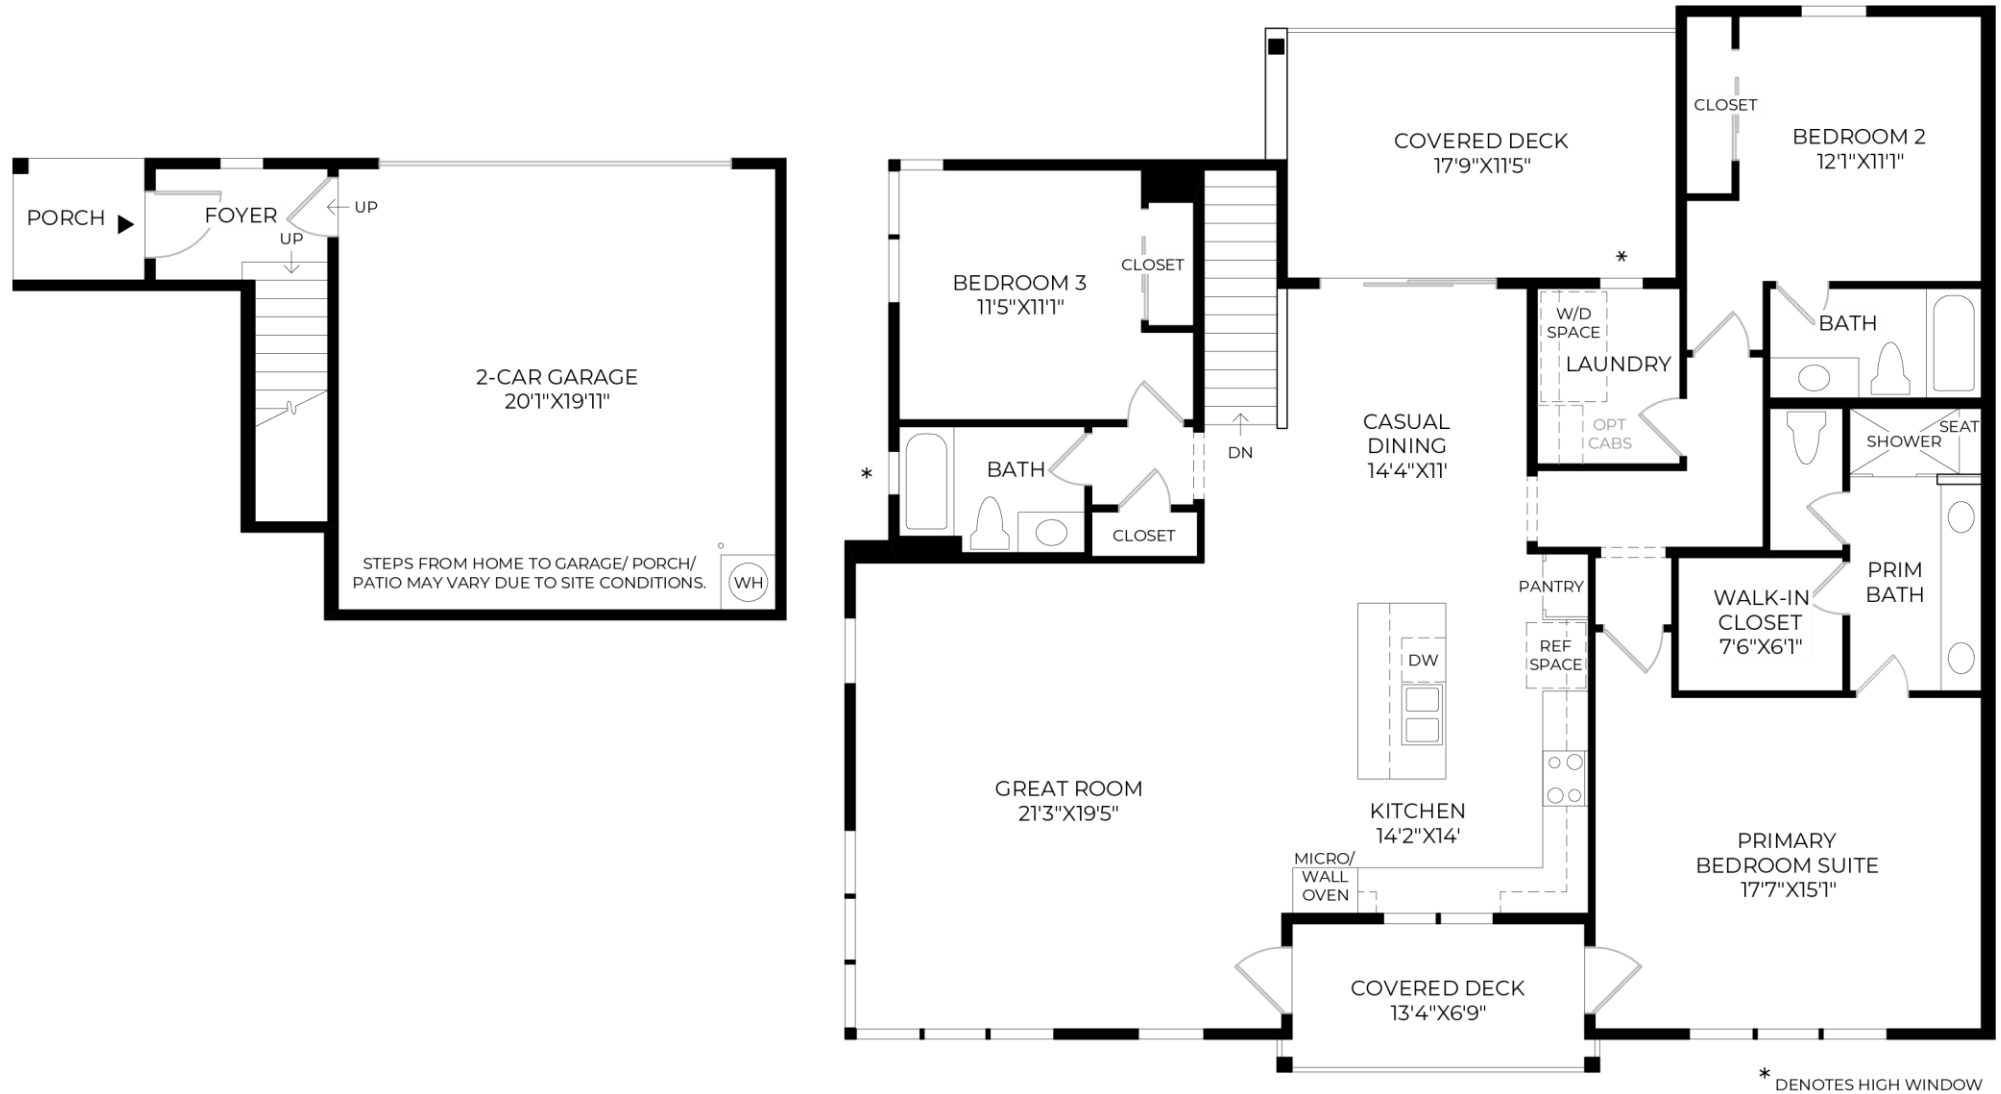 PORCH
FOYER
UP
UP
2-CAR GARAGE
20'1"X19'11"
STEPS FROM HOME TO GARAGE/ PORCH/
PATIO MAY VARY DUE TO SITE CONDITIONS.
WH
COVERED DECK
17'9"X11'5"
CLOSET
BEDROOM 2
12'1"X11'1"
BEDROOM 3
11'5"X11'1"
CLOSET
*
W/D
SPACE
LAUNDRY
OPT
CABS
BATH
CASUAL
DINING
14'4"X11'
DN
*
BATH
CLOSET
SHOWER
SEAT
PRIM
BATH
WALK-IN
CLOSET
7'6"X6'1"
PANTRY
REF
SPACE
DW
GREAT ROOM
21'3"X19'5"
KITCHEN
14'2"X14'
MICRO/
WALL
OVEN
PRIMARY
BEDROOM SUITE
17'7"X15'1"
COVERED DECK
13'4"X6'9"
* DENOTES HIGH WINDOW